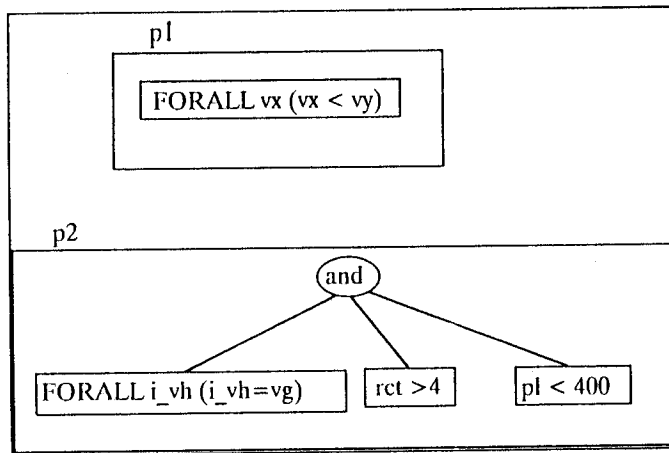 p1
FORALL vx (vx < vy)
p2
and
FORALL i_vh (i_vh=vg) rct >4 pl < 400